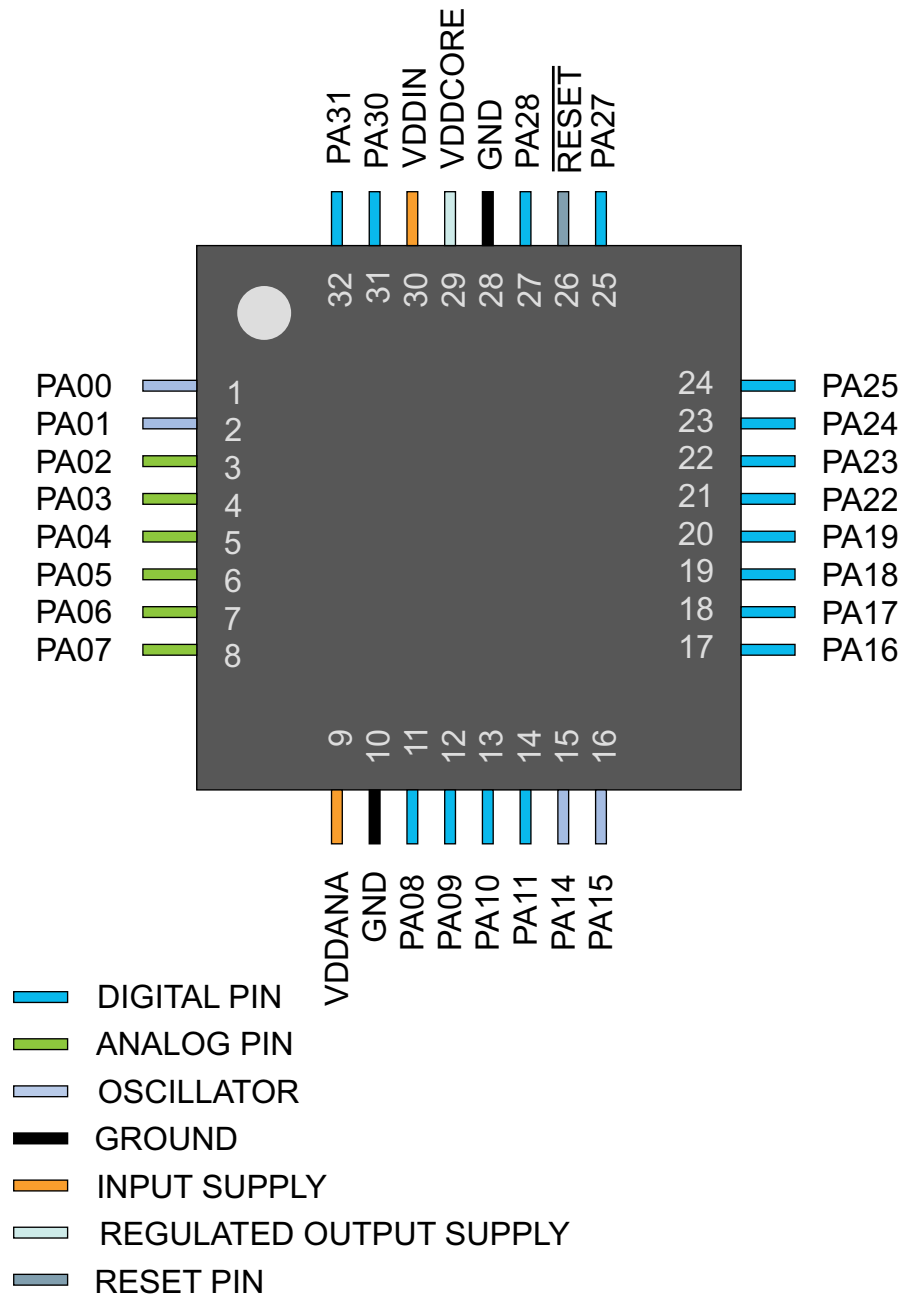 PA31
PA30
VDDIN
VDDCORE
GND
PA28
RESET
PA27
32
31
30
29
28
27
26
25
PA00
1
PA01
2
PA02
3
PA03
4
PA04
5
PA05
6
PA06
7
PA07
8
24
PA25
23
PA24
22
PA23
21
PA22
20
PA19
19
PA18
18
PA17
17
PA16
9
10
11
12
13
14
15
16
VDDANA
GND
PA08
PA09
PA10
PA11
PA14
PA15
DIGITAL PIN
ANALOG PIN
OSCILLATOR
GROUND
INPUT SUPPLY
REGULATED OUTPUT SUPPLY
RESET PIN